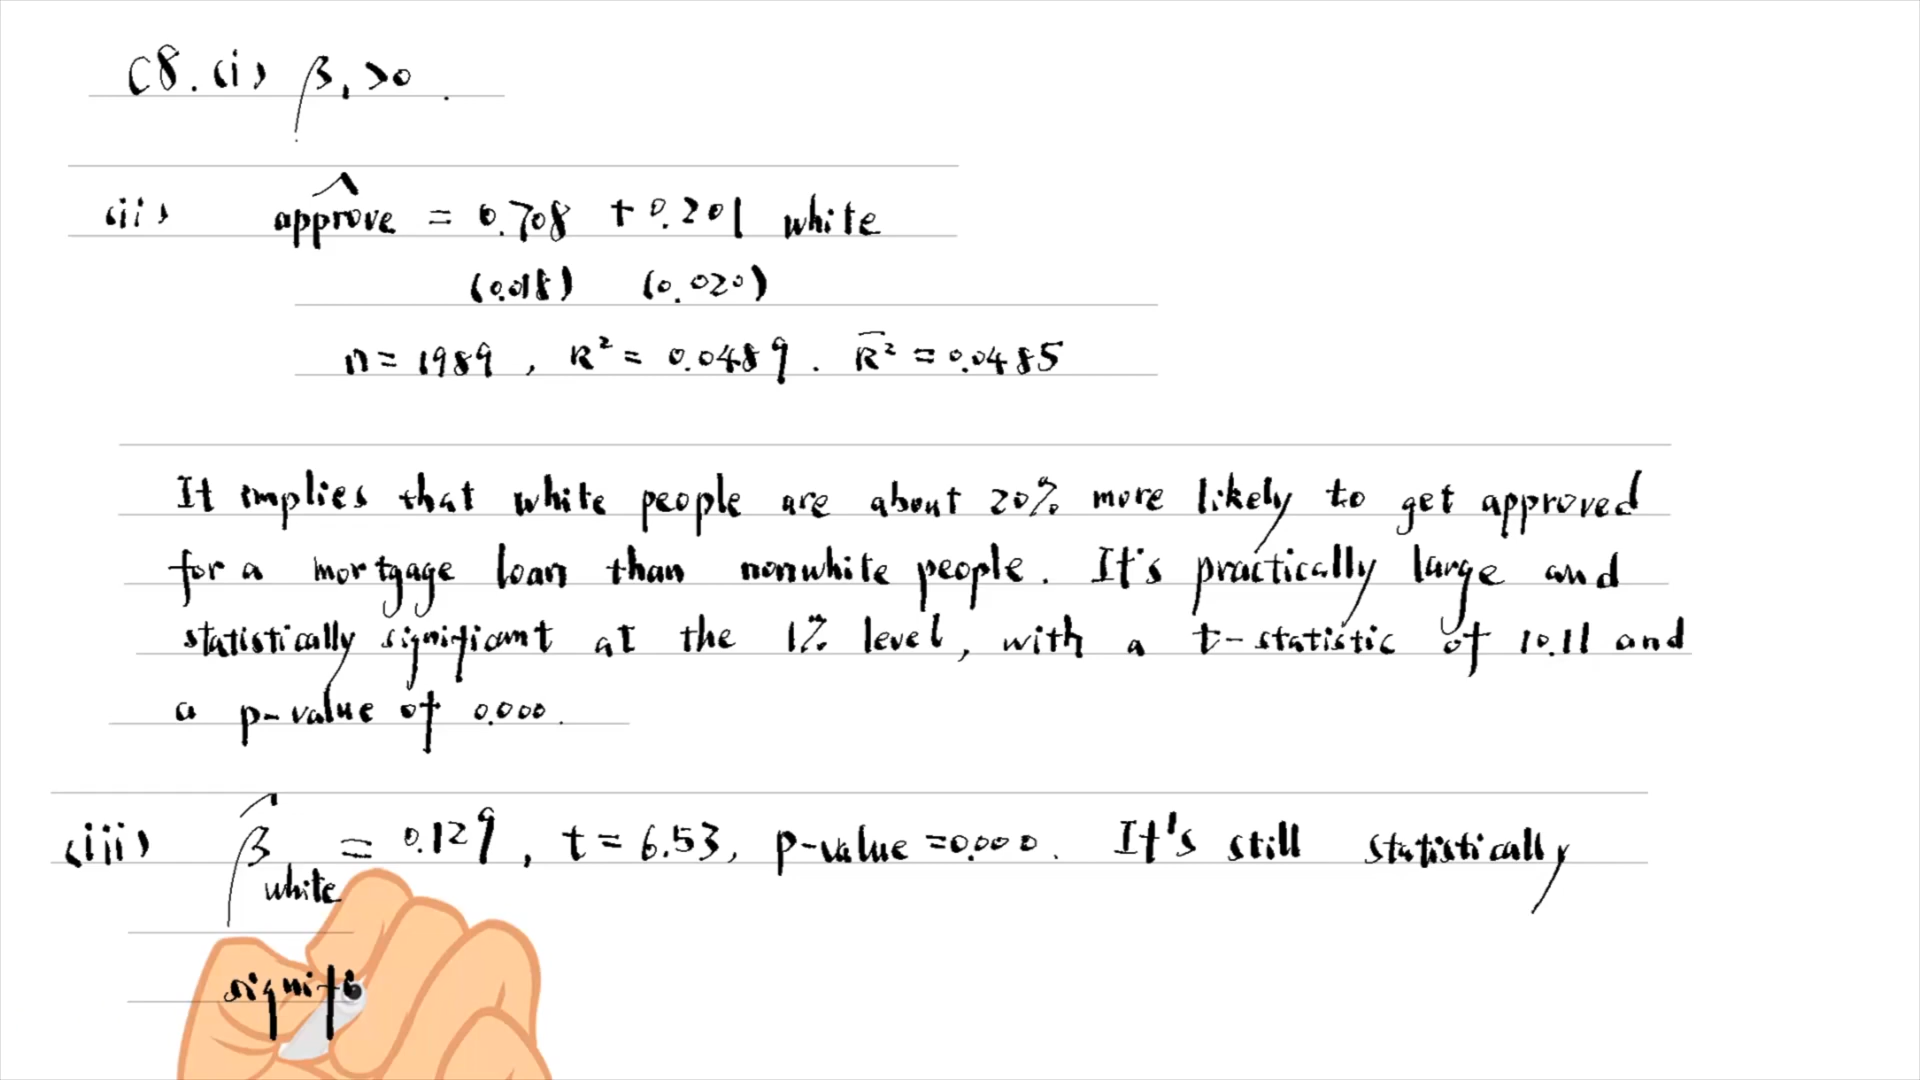 C8. (i) β₁ >0.
(ii) approve^ = 0.708 + 0.201 white
(0.018) (0.020)
n = 1989, R² = 0.0489. R̄² = 0.0485
It implies that white people are about 20% more likely to get approved
for a mortgage loan than nonwhite people. It's practically large and
statistically significant at the 1% level, with a t-statistic of 10.11 and
a p-value of 0.000.
(iii) β̂ white = 0.129, t = 6.53, p-value = 0.000. It's still statistically
signifi